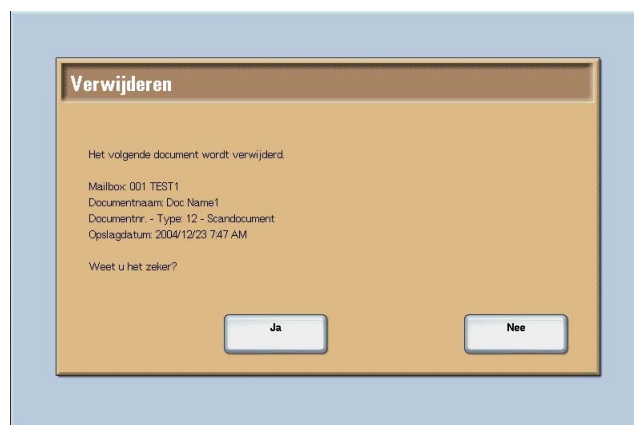 Verwijderen
Het volgende document wordt verwijderd.
Mailbox: 001 TEST1
Documentnaam: Doc Name1
Documentnr. - Type: 12 - Scandocument
Opslagdatum: 2004/12/23 7:47 AM
Weet u het zeker?
Ja
Nee